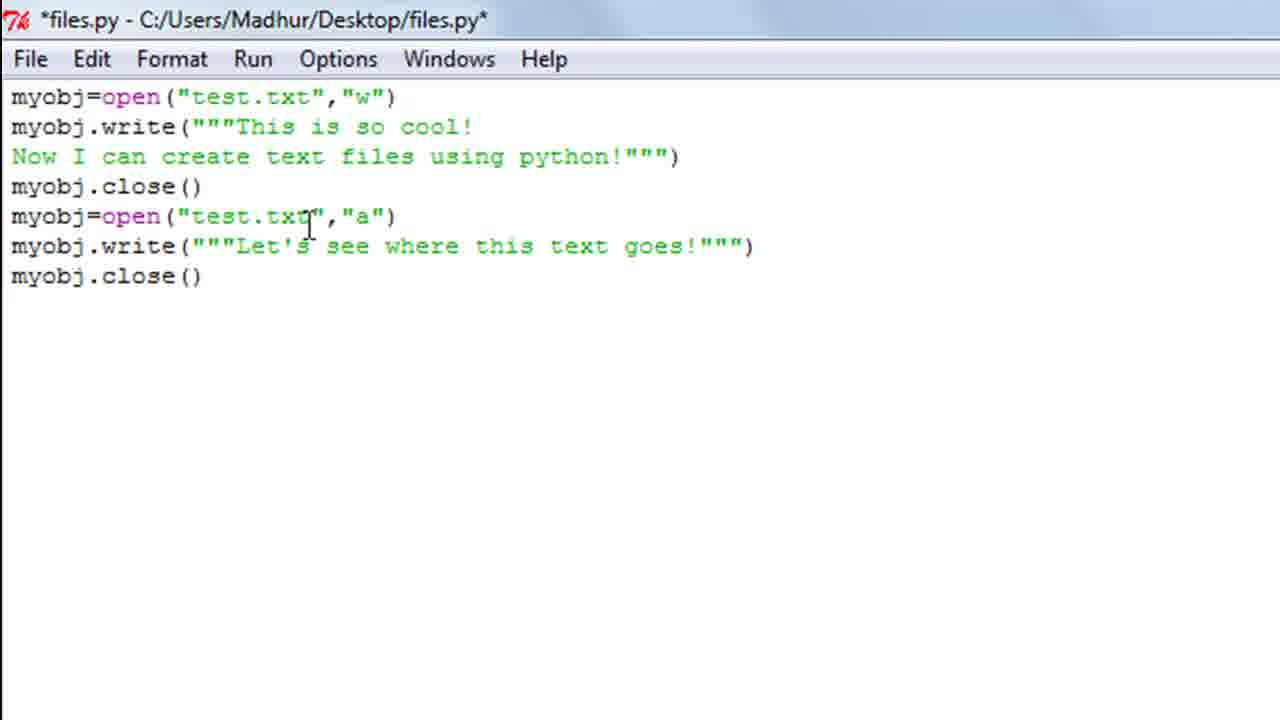 *files.py - C:/Users/Madhur/Desktop/files.py*
File Edit Format Run Options Windows Help
myobj=open("test.txt","w")
myobj.write("""This is so cool!
Now I can create text files using python!""")
myobj.close()
myobj=open("test.txt","a")
myobj.write("""Let's see where this text goes!""")
myobj.close()